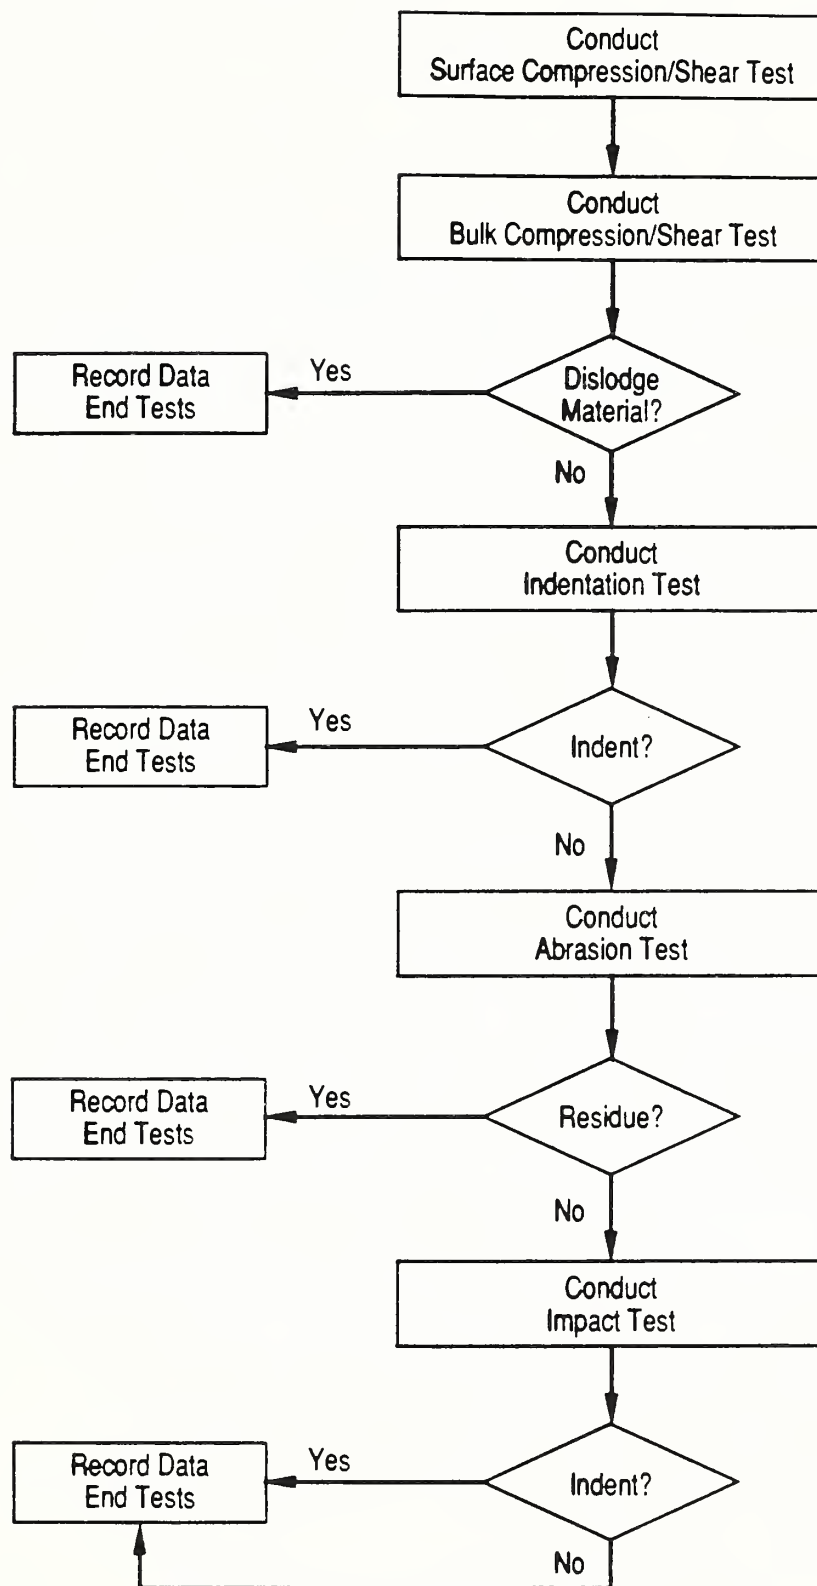 Conduct
Surface Compression/Shear Test
Conduct
Bulk Compression/Shear Test
Dislodge
Material?
Yes
Record Data
End Tests
No
Conduct
Indentation Test
Indent?
Yes
Record Data
End Tests
No
Conduct
Abrasion Test
Residue?
Yes
Record Data
End Tests
No
Conduct
Impact Test
Indent?
Yes
Record Data
End Tests
No